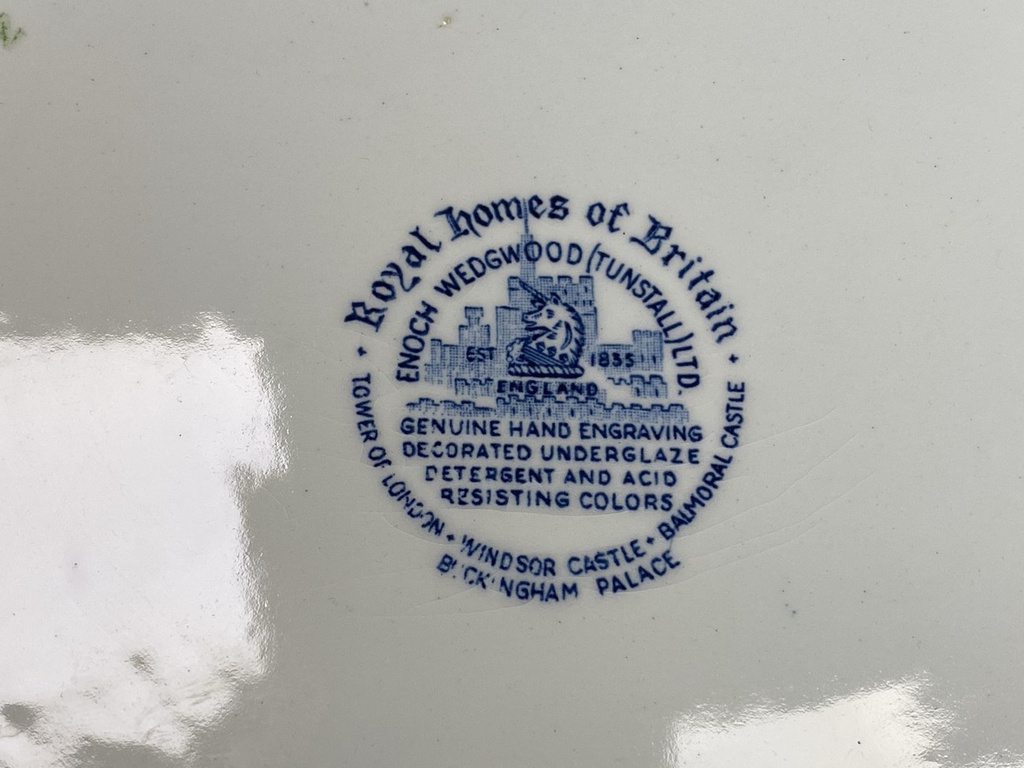 Royal homes of Britain
ENOCH WEDGWOOD (TUNSTALL) LTD.
EST 1835
ENGLAND
GENUINE HAND ENGRAVING
DECORATED UNDERGLAZE
DETERGENT AND ACID
RESISTING COLORS
TOWER OF LONDON + WINDSOR CASTLE + BALMORAL CASTLE
BUCKINGHAM PALACE